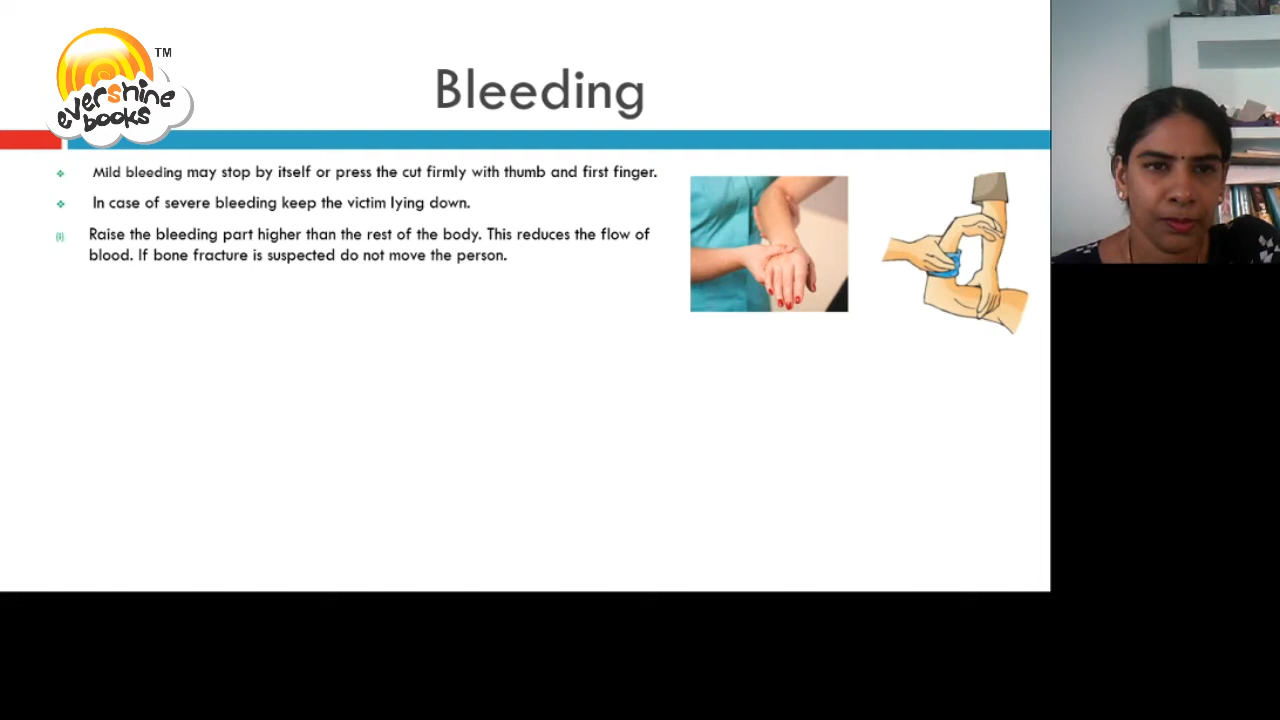 evershine
books
TM
Bleeding
Mild bleeding may stop by itself or press the cut firmly with thumb and first finger.
In case of severe bleeding keep the victim lying down.
(i) Raise the bleeding part higher than the rest of the body. This reduces the flow of
blood. If bone fracture is suspected do not move the person.